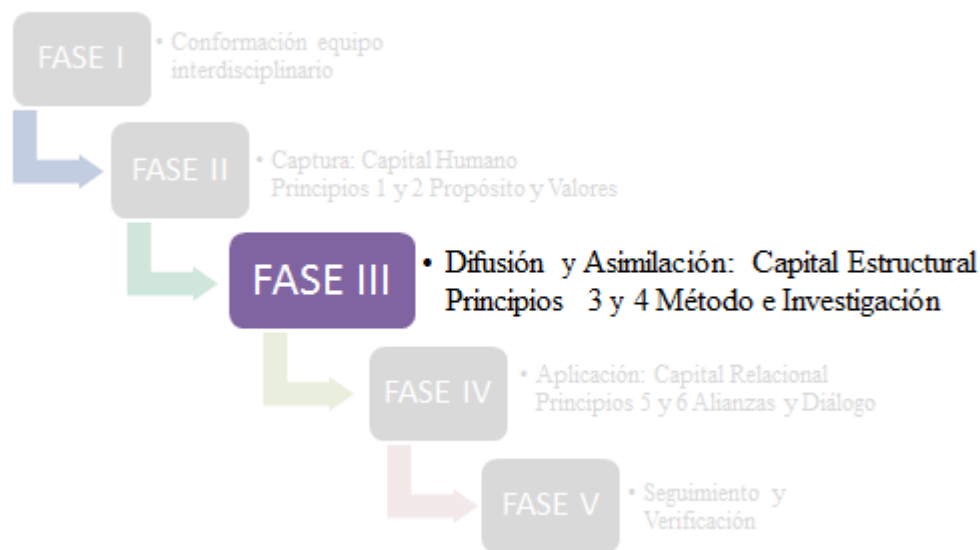 FASE I
• Conformación equipo
interdisciplinario
FASE II
• Captura: Capital Humano
Principios 1 y 2 Propósito y Valores
FASE III
• Difusión y Asimilación: Capital Estructural
Principios 3 y 4 Método e Investigación
FASE IV
• Aplicación: Capital Relacional
Principios 5 y 6 Alianzas y Diálogo
FASE V
• Seguimiento y
Verificación